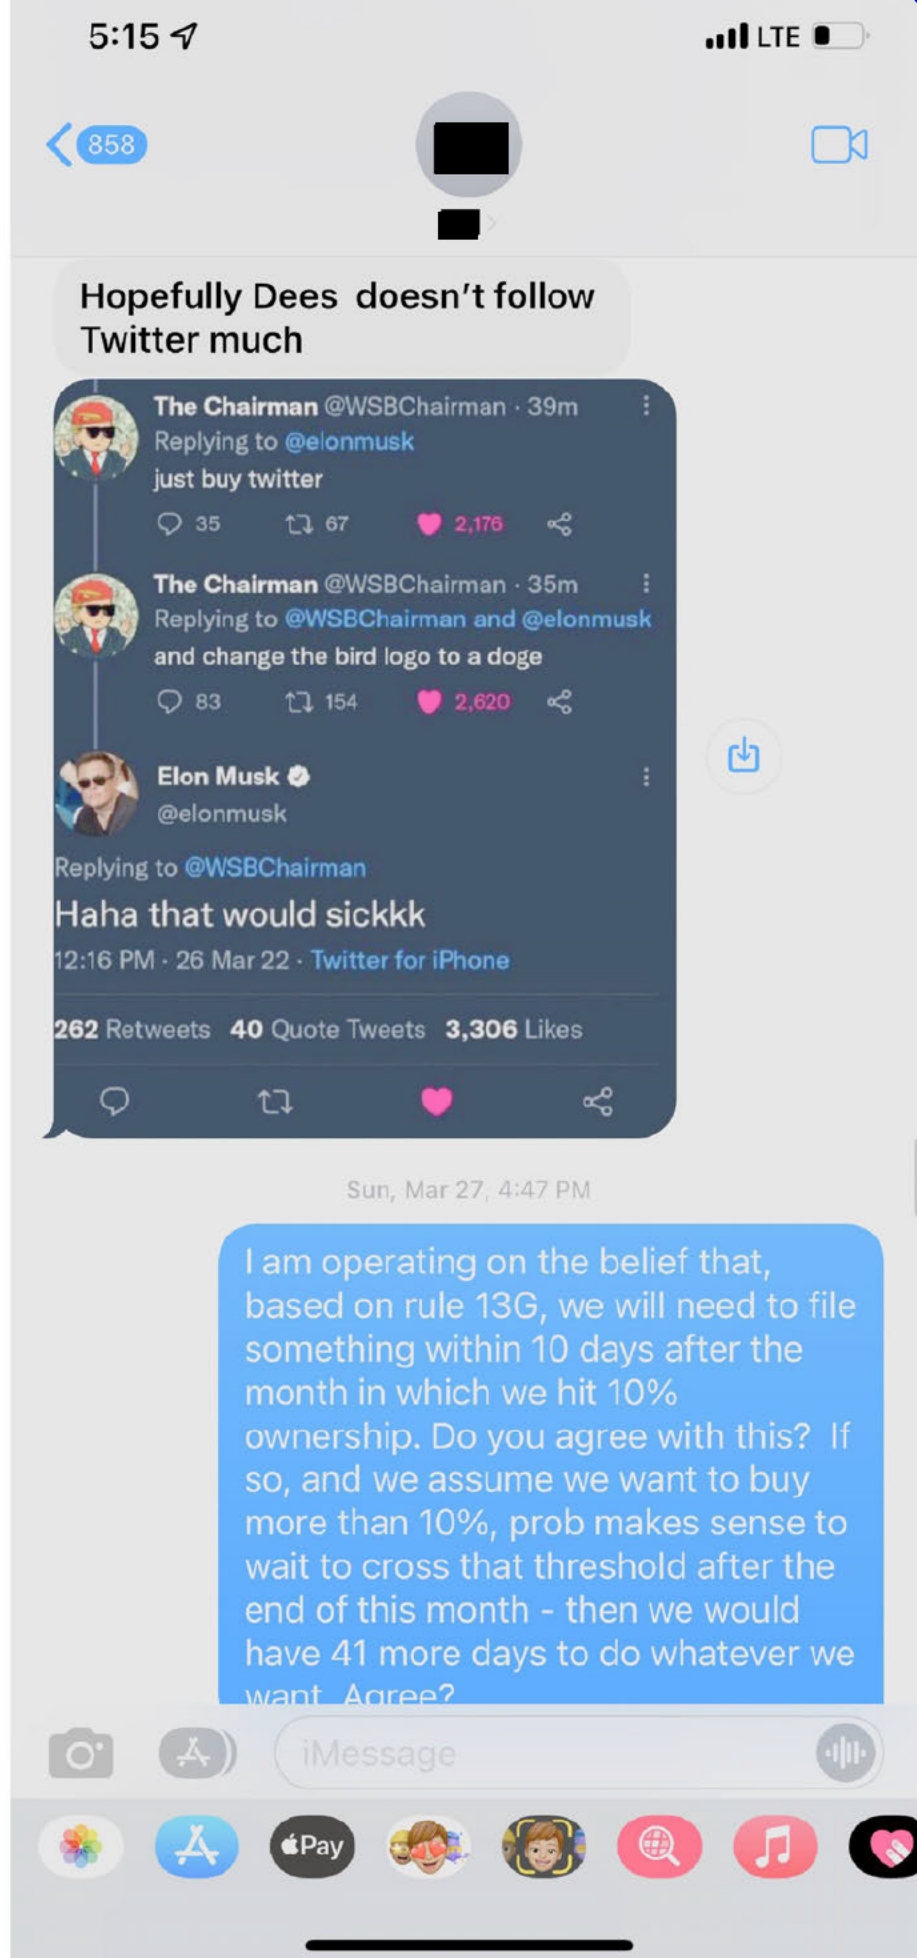 5:15
LTE
858
Hopefully Dees  doesn't follow
Twitter much
The Chairman @WSBChairman · 39m
Replying to @elonmusk
just buy twitter
35 67 2,176
The Chairman @WSBChairman · 35m
Replying to @WSBChairman and @elonmusk
and change the bird logo to a doge
83 154 2,620
Elon Musk
@elonmusk
Replying to @WSBChairman
Haha that would sickkk
12:16 PM · 26 Mar 22 · Twitter for iPhone
262 Retweets 40 Quote Tweets 3,306 Likes
Sun, Mar 27, 4:47 PM
I am operating on the belief that,
based on rule 13G, we will need to file
something within 10 days after the
month in which we hit 10%
ownership. Do you agree with this?  If
so, and we assume we want to buy
more than 10%, prob makes sense to
wait to cross that threshold after the
end of this month - then we would
have 41 more days to do whatever we
want. Agree?
iMessage
Pay